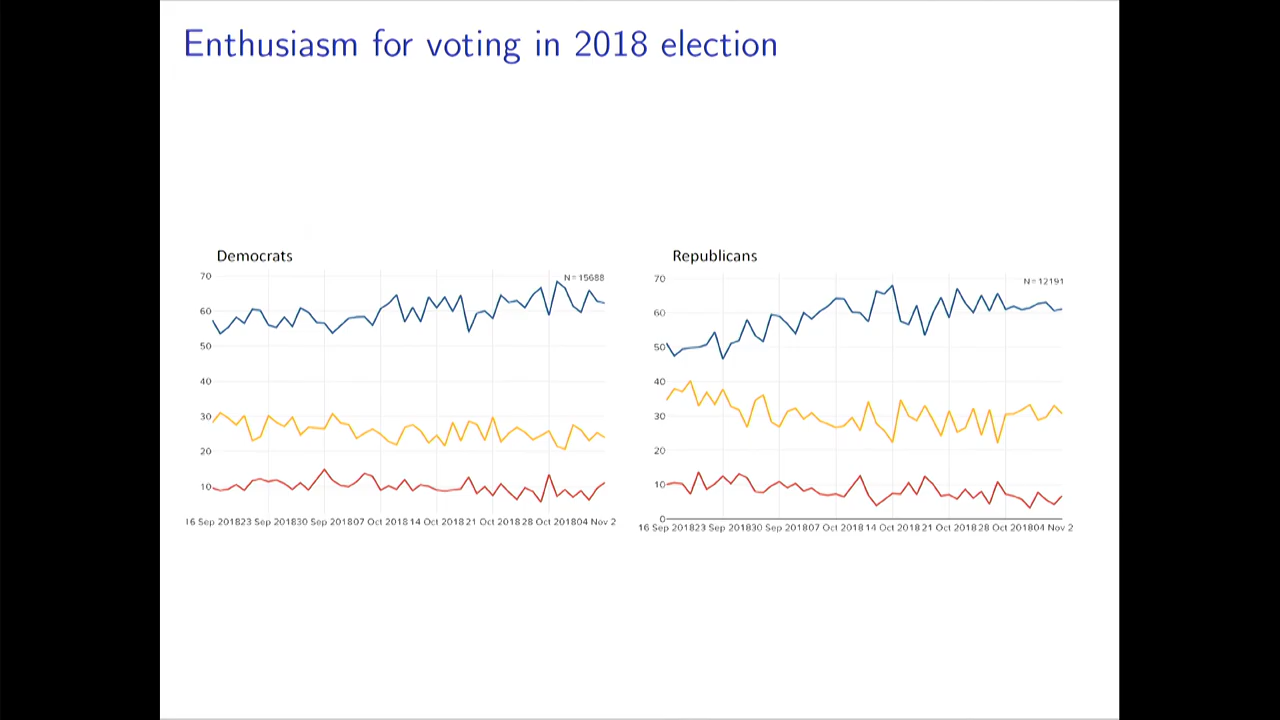 Enthusiasm for voting in 2018 election
Democrats
N = 15688
70
60
50
40
30
20
10
16 Sep 2018 23 Sep 2018 30 Sep 2018 07 Oct 2018 14 Oct 2018 21 Oct 2018 28 Oct 2018 04 Nov 2
Republicans
N = 12191
70
60
50
40
30
20
10
0
16 Sep 2018 23 Sep 2018 30 Sep 2018 07 Oct 2018 14 Oct 2018 21 Oct 2018 28 Oct 2018 04 Nov 2